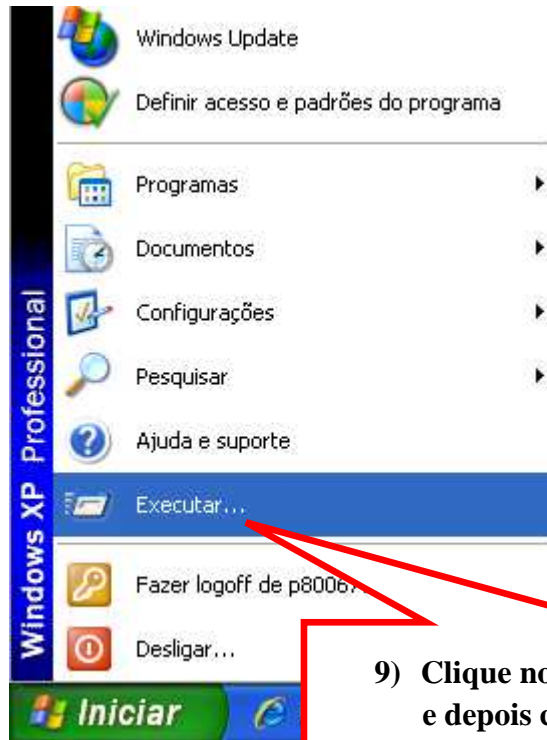 Windows Update
Definir acesso e padrões do programa
Programas
Documentos
Configurações
Pesquisar
Ajuda e suporte
Executar...
Fazer logoff de
Desligar...
Windows XP Professional
Iniciar
9) Clique
e depois